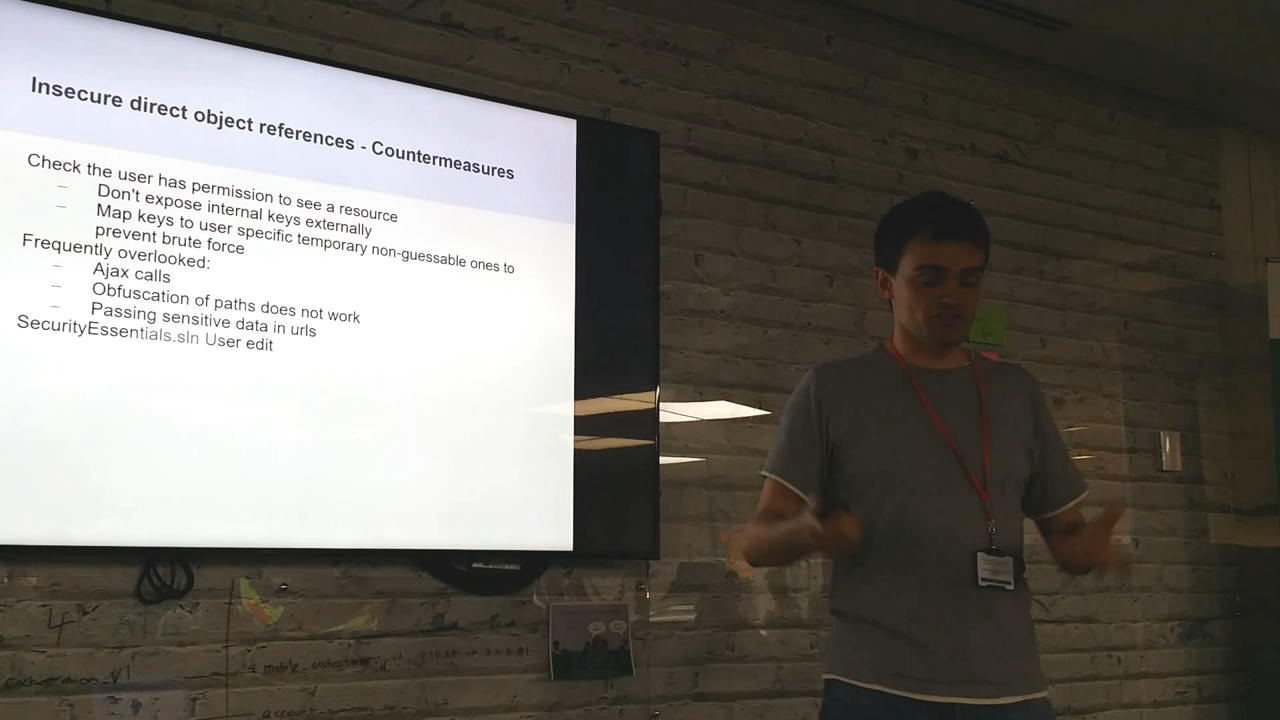 Insecure direct object references - Countermeasures
Check the user has permission to see a resource
– Don't expose internal keys externally
– Map keys to user specific temporary non-guessable ones to
prevent brute force
Frequently overlooked:
– Ajax calls
– Obfuscation of paths does not work
– Passing sensitive data in urls
SecurityEssentials.sln User edit
4